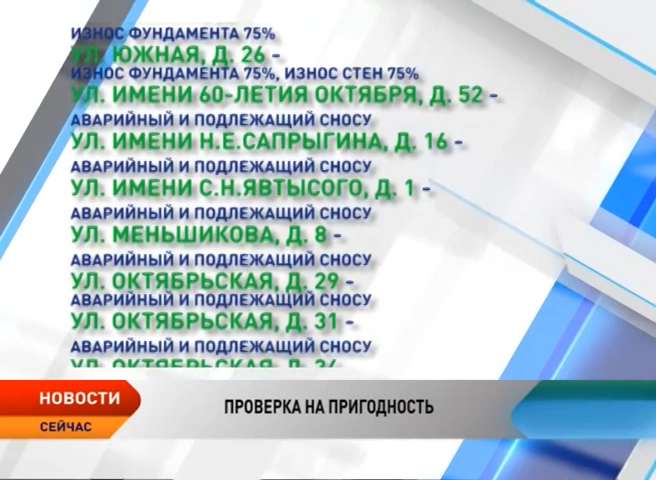 ИЗНОС ФУНДАМЕНТА 75%
УЛ. ЮЖНАЯ, Д. 26 -
ИЗНОС ФУНДАМЕНТА 75%, ИЗНОС СТЕН 75%
УЛ. ИМЕНИ 60-ЛЕТИЯ ОКТЯБРЯ, Д. 52 -
АВАРИЙНЫЙ И ПОДЛЕЖАЩИЙ СНОСУ
УЛ. ИМЕНИ Н.Е.САПРЫГИНА, Д. 16 -
АВАРИЙНЫЙ И ПОДЛЕЖАЩИЙ СНОСУ
УЛ. ИМЕНИ С.Н.ЯВТЫСОГО, Д. 1 -
АВАРИЙНЫЙ И ПОДЛЕЖАЩИЙ СНОСУ
УЛ. МЕНЬШИКОВА, Д. 8 -
АВАРИЙНЫЙ И ПОДЛЕЖАЩИЙ СНОСУ
УЛ. ОКТЯБРЬСКАЯ, Д. 29 -
АВАРИЙНЫЙ И ПОДЛЕЖАЩИЙ СНОСУ
УЛ. ОКТЯБРЬСКАЯ, Д. 31 -
АВАРИЙНЫЙ И ПОДЛЕЖАЩИЙ СНОСУ
УЛ. ОКТЯБРЬСКАЯ, Д.
НОВОСТИ
СЕЙЧАС
ПРОВЕРКА НА ПРИГОДНОСТЬ